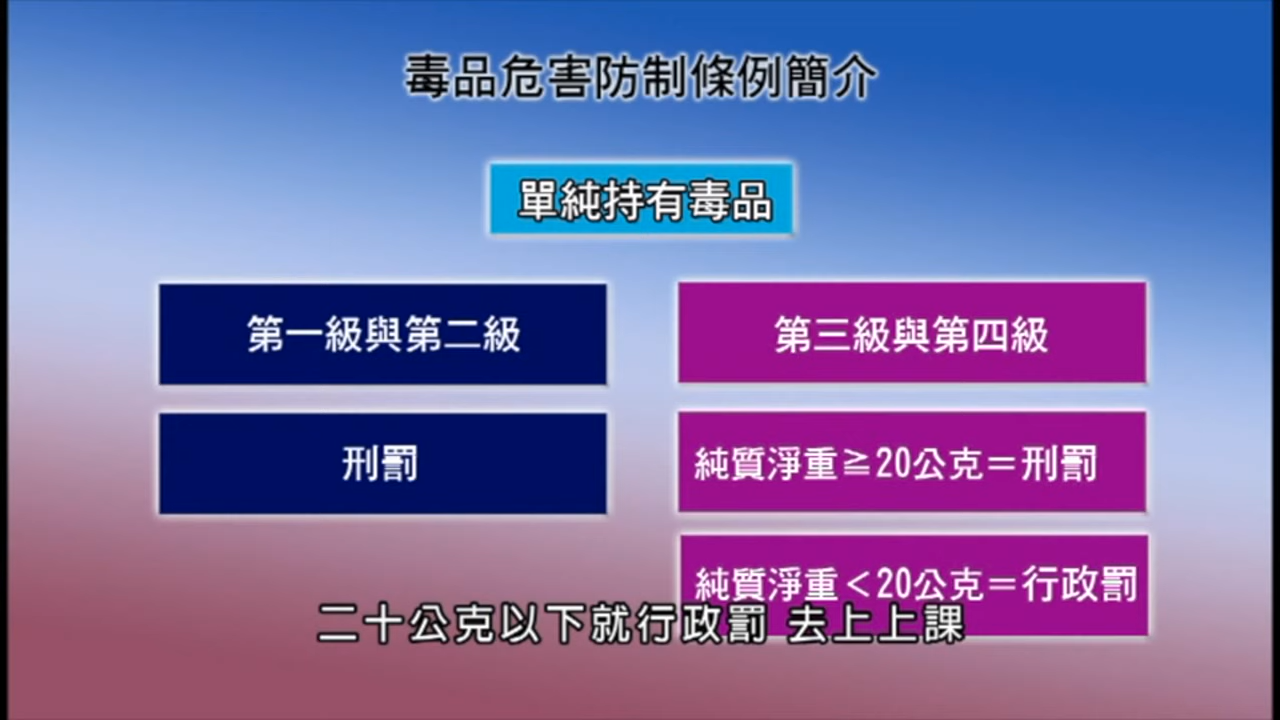 毒品危害防制條例簡介
單純持有毒品
第一級與第二級
第三級與第四級
刑罰
純質淨重≧20公克＝刑罰
純質淨重＜20公克＝行政罰
二十公克以下就行政罰 去上上課